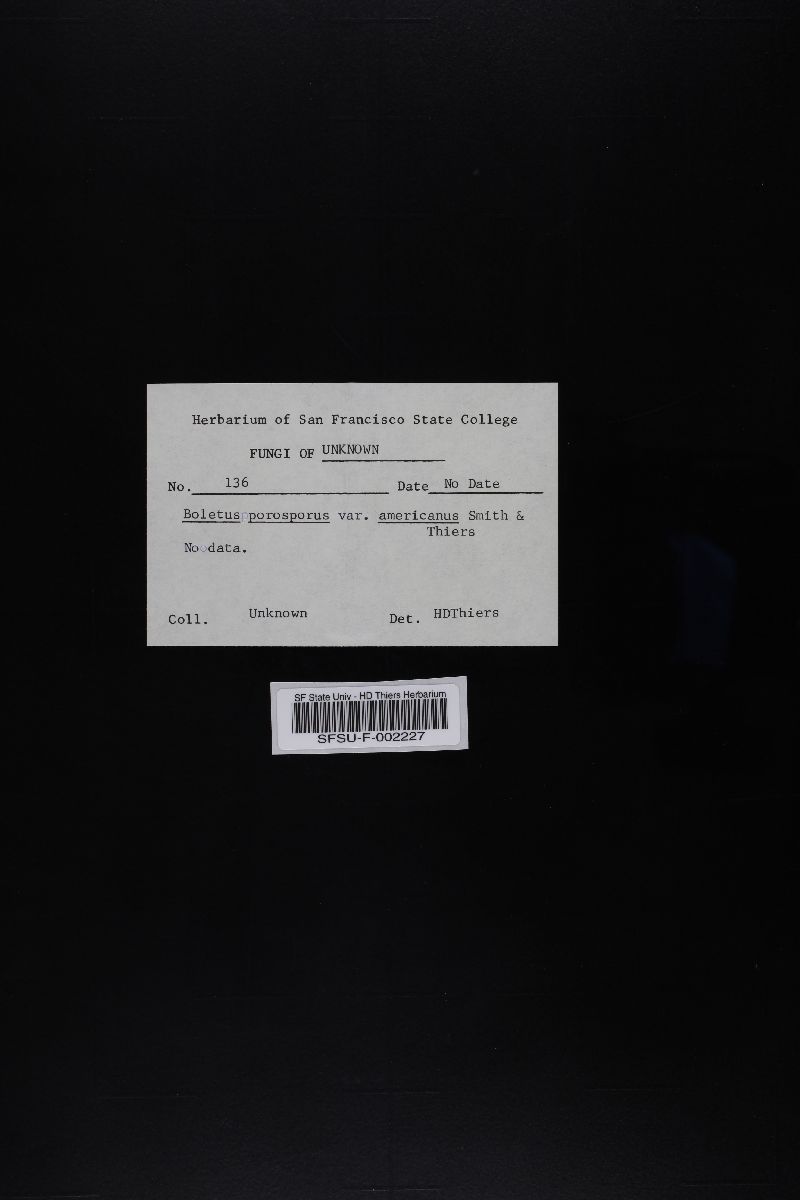 Herbarium of San Francisco State College
FUNGI OF UNKNOWN
No. 136 Date No Date
Boletus porosporus var. americanus Smith &
Thiers
No data.
Coll. Unknown Det. HDThiers
SF State Univ - HD Thiers Herbarium
SFSU-F-002227